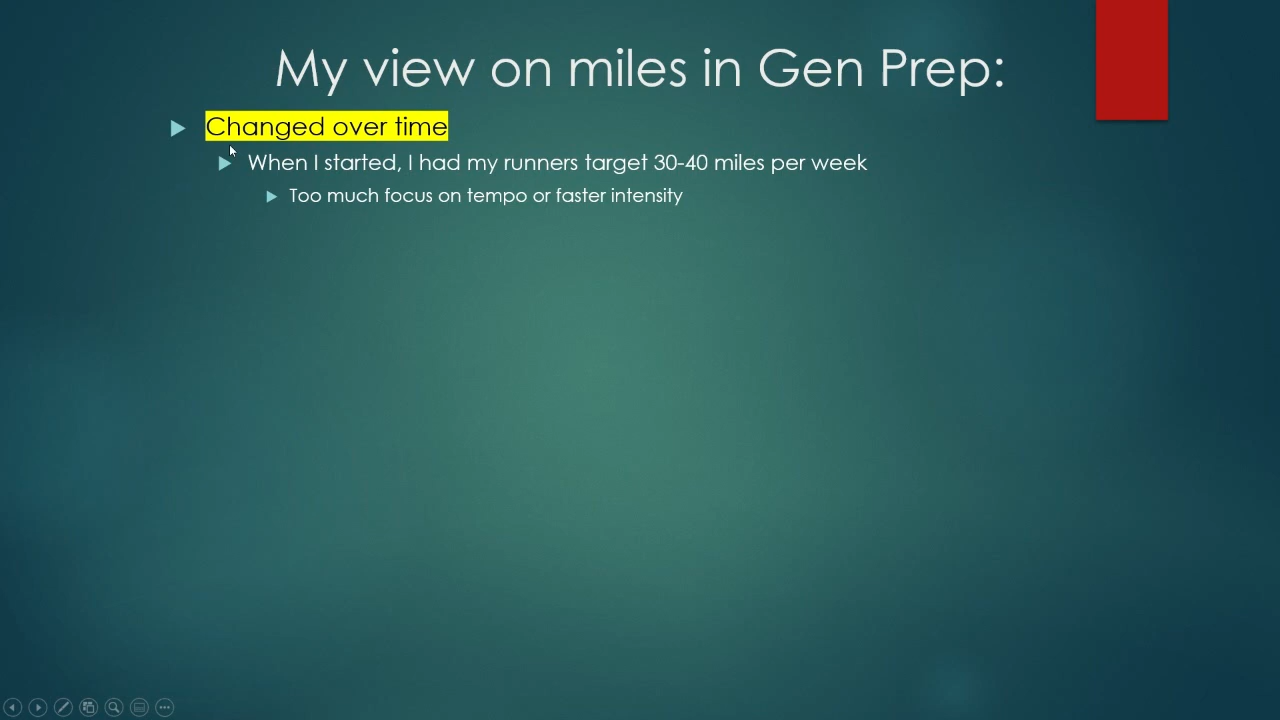 My view on miles in Gen Prep:
Changed over time
When I started, I had my runners target 30-40 miles per week
Too much focus on tempo or faster intensity